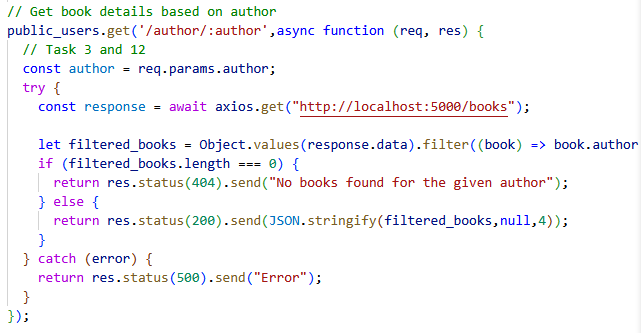 // Get book details based on author
public_users.get('/author/:author',async function (req, res) {
  // Task 3 and 12
  const author = req.params.author;
  try {
    const response = await axios.get("http://localhost:5000/books");

    let filtered_books = Object.values(response.data).filter((book) => book.author
    if (filtered_books.length === 0) {
      return res.status(404).send("No books found for the given author");
    } else {
      return res.status(200).send(JSON.stringify(filtered_books,null,4));
    }
  } catch (error) {
    return res.status(500).send("Error");
  }
});